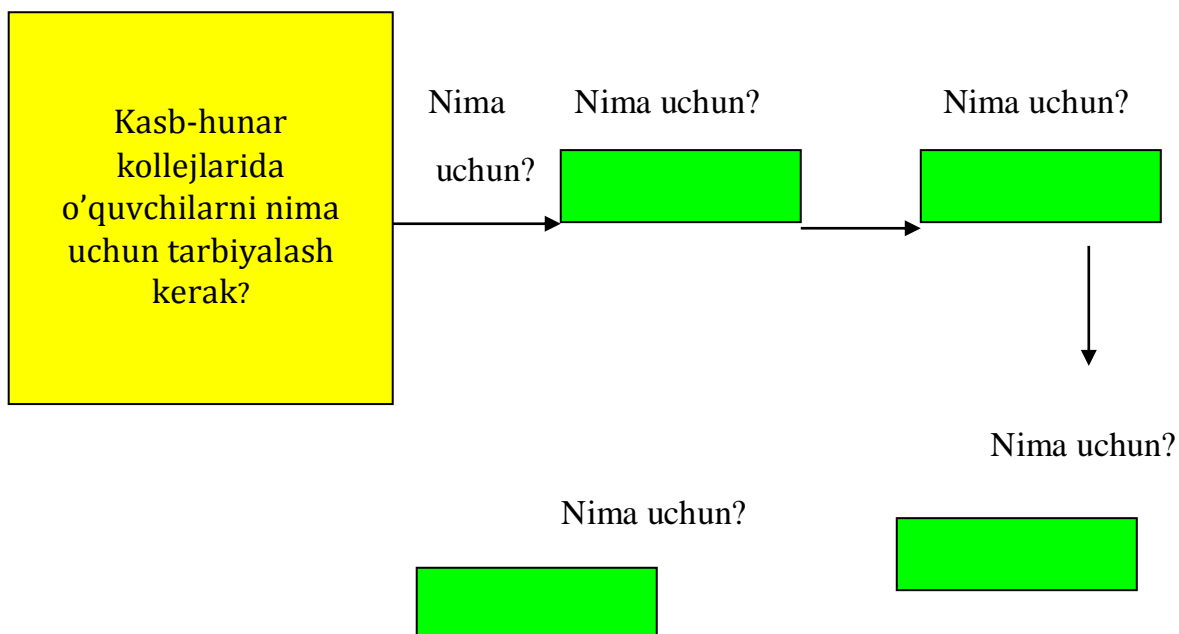 Kasb-hunar
kollejlarida
o’quvchilarni nima
uchun tarbiyalash
kerak?
Nima
uchun?
Nima uchun?
Nima uchun?
Nima uchun?
Nima uchun?